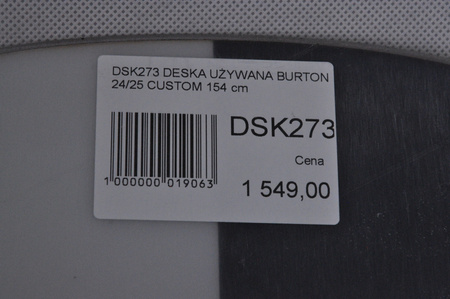 DSK273 DESKA UŻYWANA BURTON
24/25 CUSTOM 154 cm
DSK273
Cena
1 000000 019063
1 549,00